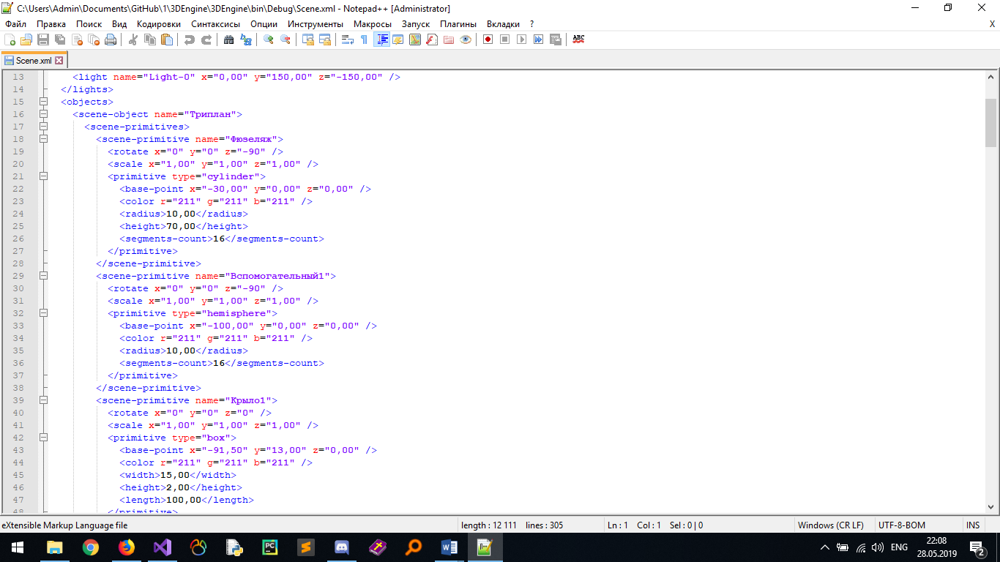 C:\Users\Admin\Documents\GitHub\1\3DEngine\3DEngine\bin\Debug\Scene.xml - Notepad++ [Administrator]
Файл Правка Поиск Вид Кодировки Синтаксисы Опции Инструменты Макросы Запуск Плагины Вкладки ? X
ABC
Scene.xml
13 <light name="Light-0" x="0,00" y="150,00" z="-150,00" />
14 </lights>
15 <objects>
16 <scene-object name="Триплан">
17 <scene-primitives>
18 <scene-primitive name="Фюзеляж">
19 <rotate x="0" y="0" z="-90" />
20 <scale x="1,00" y="1,00" z="1,00" />
21 <primitive type="cylinder">
22 <base-point x="-30,00" y="0,00" z="0,00" />
23 <color r="211" g="211" b="211" />
24 <radius>10,00</radius>
25 <height>70,00</height>
26 <segments-count>16</segments-count>
27 </primitive>
28 </scene-primitive>
29 <scene-primitive name="Вспомогательный1">
30 <rotate x="0" y="0" z="-90" />
31 <scale x="1,00" y="1,00" z="1,00" />
32 <primitive type="hemisphere">
33 <base-point x="-100,00" y="0,00" z="0,00" />
34 <color r="211" g="211" b="211" />
35 <radius>10,00</radius>
36 <segments-count>16</segments-count>
37 </primitive>
38 </scene-primitive>
39 <scene-primitive name="Крыло1">
40 <rotate x="0" y="0" z="0" />
41 <scale x="1,00" y="1,00" z="1,00" />
42 <primitive type="box">
43 <base-point x="-91,50" y="13,00" z="0,00" />
44 <color r="211" g="211" b="211" />
45 <width>15,00</width>
46 <height>2,00</height>
47 <length>100,00</length>
48 </primitive>
eXtensible Markup Language file length : 12 111 lines : 305 Ln : 1 Col : 1 Sel : 0 | 0 Windows (CR LF) UTF-8-BOM INS
ENG 22:08
28.05.2019
2